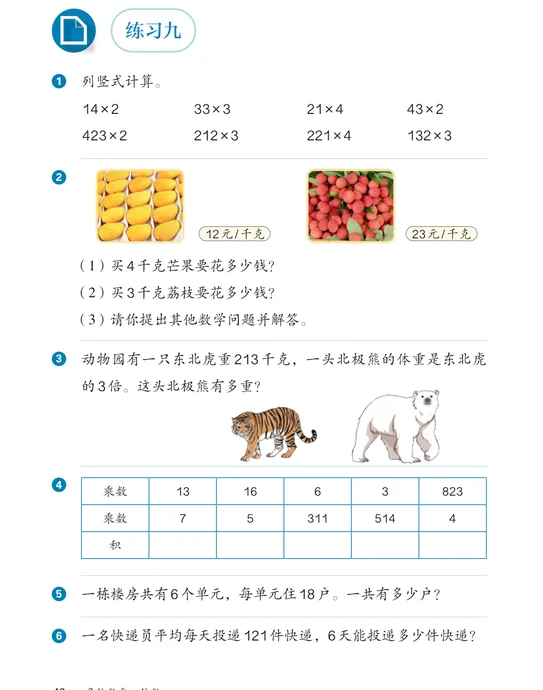 练习九
1 列竖式计算。
14×2 33×3 21×4 43×2
423×2 212×3 221×4 132×3
2
12元/千克 23元/千克
(1)买4千克芒果要花多少钱?
(2)买3千克荔枝要花多少钱?
(3)请你提出其他数学问题并解答。
3 动物园有一只东北虎重213千克,一头北极熊的体重是东北虎
的3倍。这头北极熊有多重?
4
乘数 13 16 6 3 823
乘数 7 5 311 514 4
积
5 一栋楼房共有6个单元,每单元住18户。一共有多少户?
6 一名快递员平均每天投递121件快递,6天能投递多少件快递?